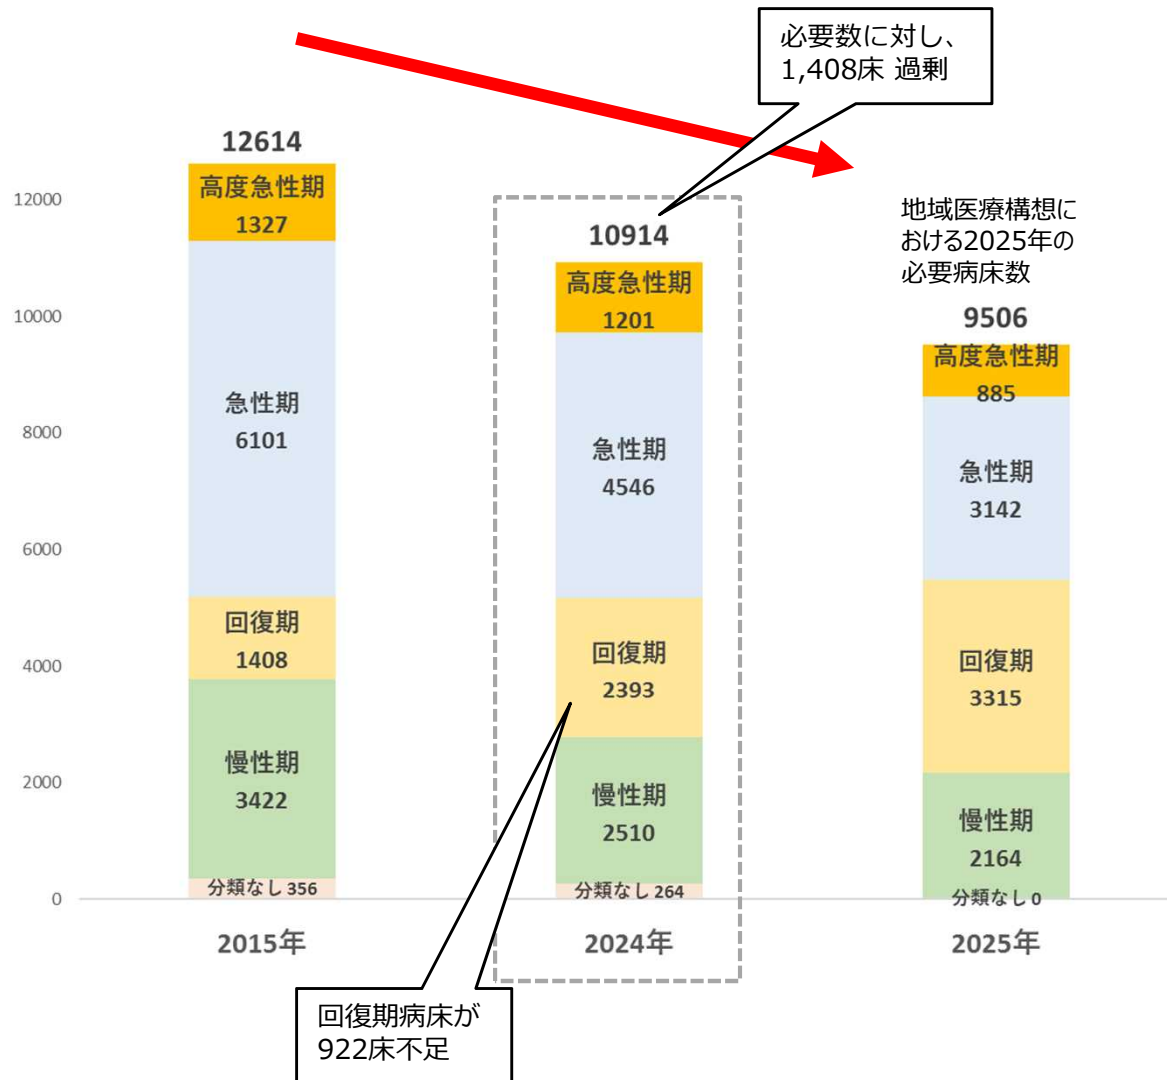 必要数に対し、
1,408床 過剰
12614
高度急性期
1327
急性期
6101
回復期
1408
慢性期
3422
分類なし 356
2015年
10914
高度急性期
1201
急性期
4546
回復期
2393
慢性期
2510
分類なし 264
2024年
地域医療構想に
おける2025年の
必要病床数
9506
高度急性期
885
急性期
3142
回復期
3315
慢性期
2164
分類なし 0
2025年
12000
10000
8000
6000
4000
2000
0
回復期病床が
922床不足